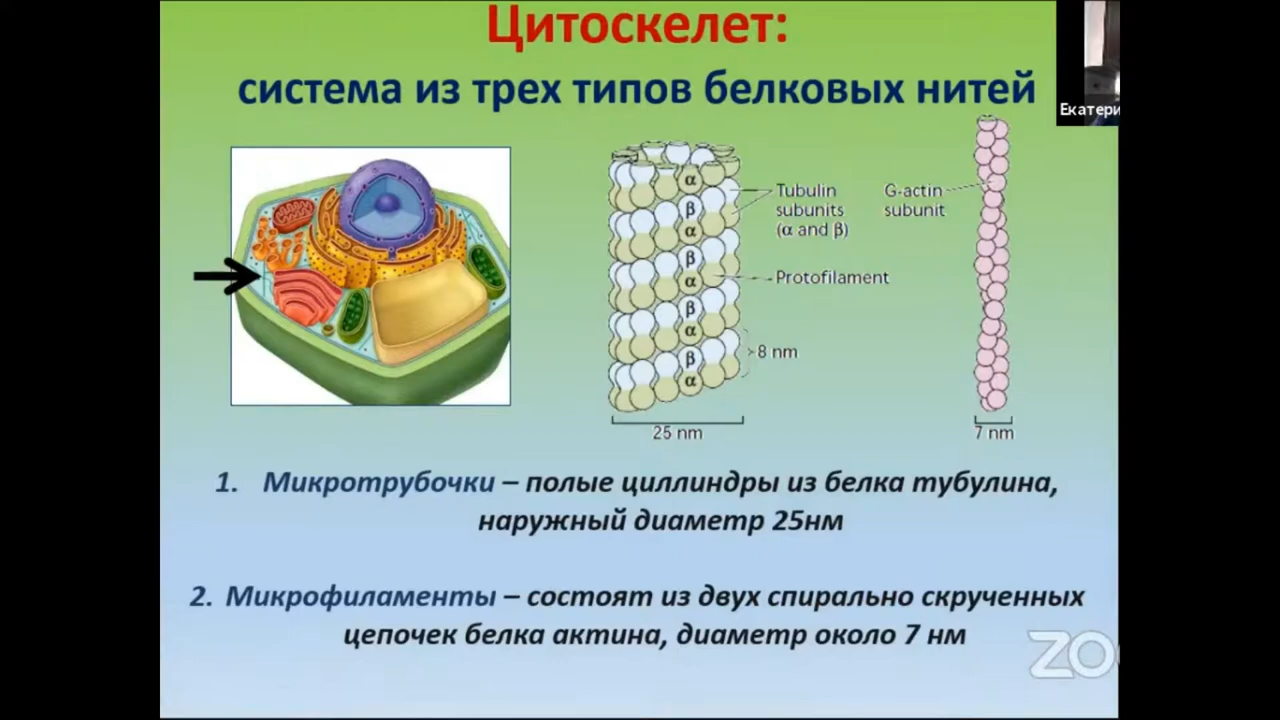 Цитоскелет:
система из трех типов белковых нитей
Екатери
α
β
α
β
α
β
α
β
α
Tubulin
subunits
(α and β)
Protofilament
8 nm
25 nm
G-actin
subunit
7 nm
1. Микротрубочки – полые циллиндры из белка тубулина,
наружный диаметр 25нм
2. Микрофиламенты – состоят из двух спирально скрученных
цепочек белка актина, диаметр около 7 нм
ZO